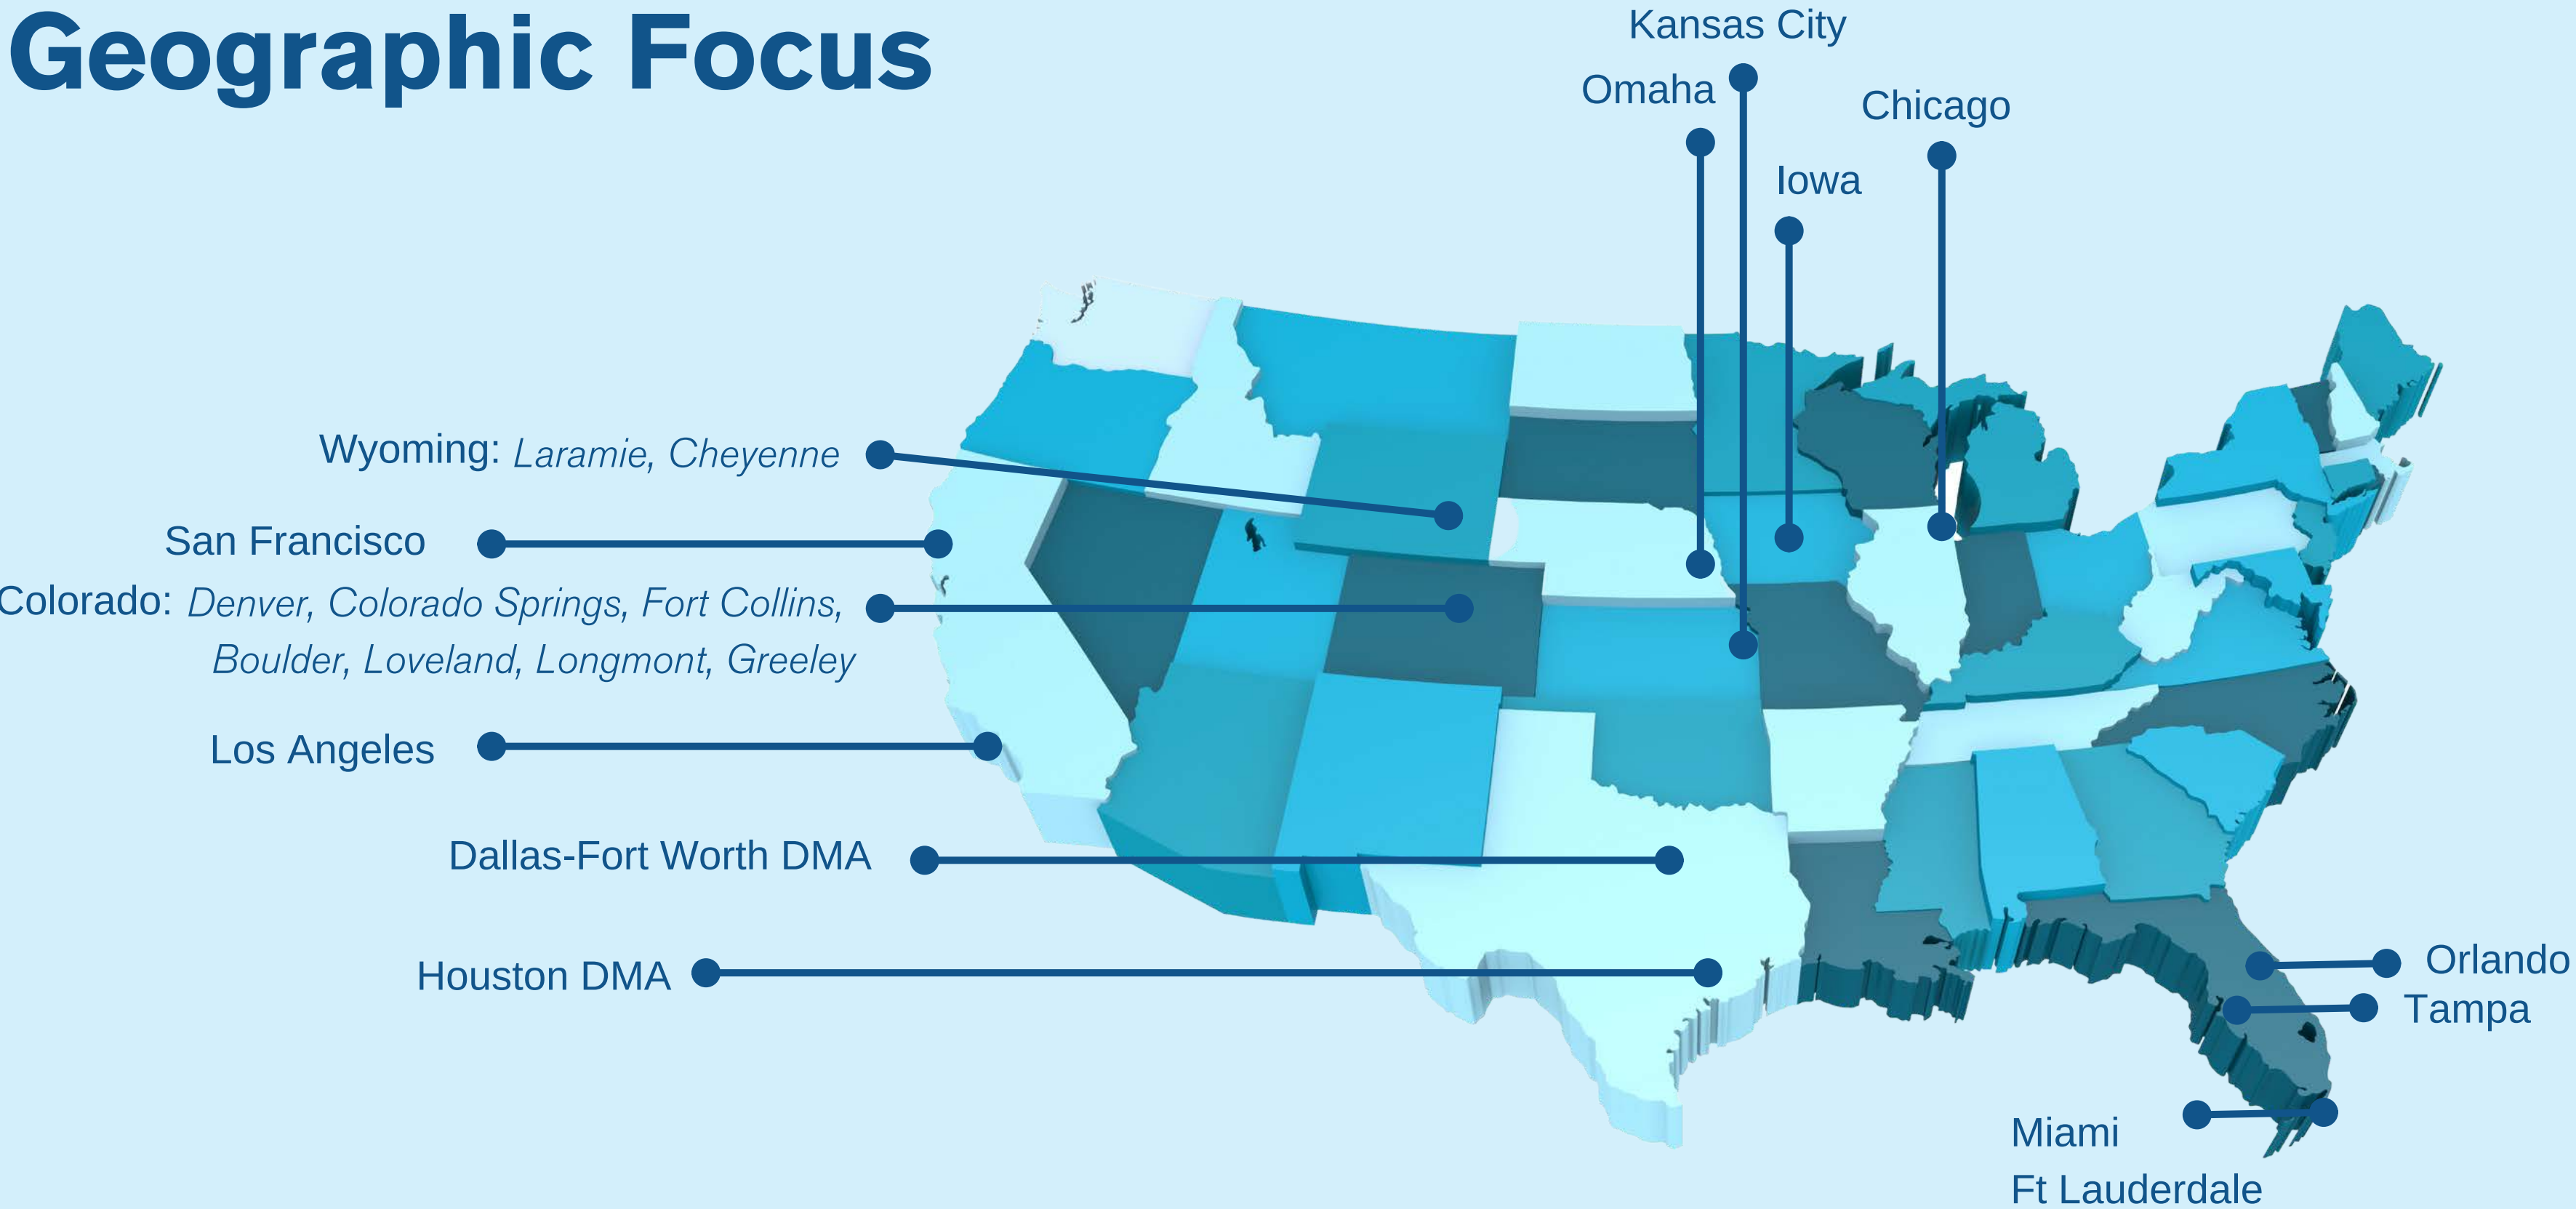 Geographic Focus
Kansas City
Omaha
Chicago
Iowa
Wyoming: Laramie, Cheyenne
San Francisco
Colorado: Denver, Colorado Springs, Fort Collins,
Boulder, Loveland, Longmont, Greeley
Los Angeles
Dallas-Fort Worth DMA
Houston DMA
Orlando
Tampa
Miami
Ft Lauderdale